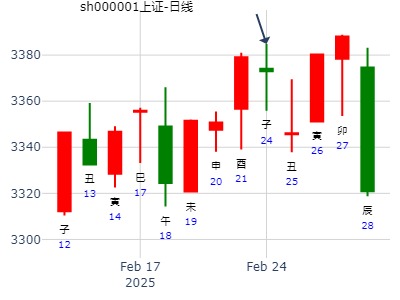 sh000001上证-日线
3380
3360
3340
3320
3300
子
12
丑
13
寅
14
巳
17
午
18
未
19
申
20
酉
21
子
24
丑
25
寅
26
卯
27
辰
28
Feb 17
2025
Feb 24